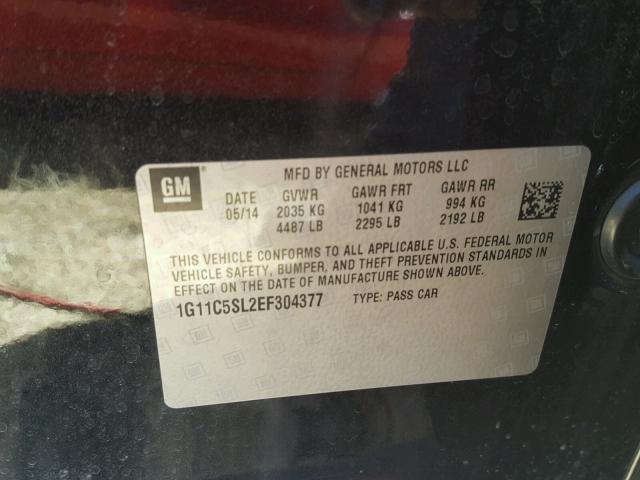 GM
MFD BY GENERAL MOTORS LLC
DATE GVWR GAWR FRT GAWR RR
05/14 2035 KG 1041 KG 994 KG
4487 LB 2295 LB 2192 LB
THIS VEHICLE CONFORMS TO ALL APPLICABLE U.S. FEDERAL MOTOR
VEHICLE SAFETY, BUMPER, AND THEFT PREVENTION STANDARDS IN
EFFECT ON THE DATE OF MANUFACTURE SHOWN ABOVE.
1G11C5SL2EF304377 TYPE: PASS CAR